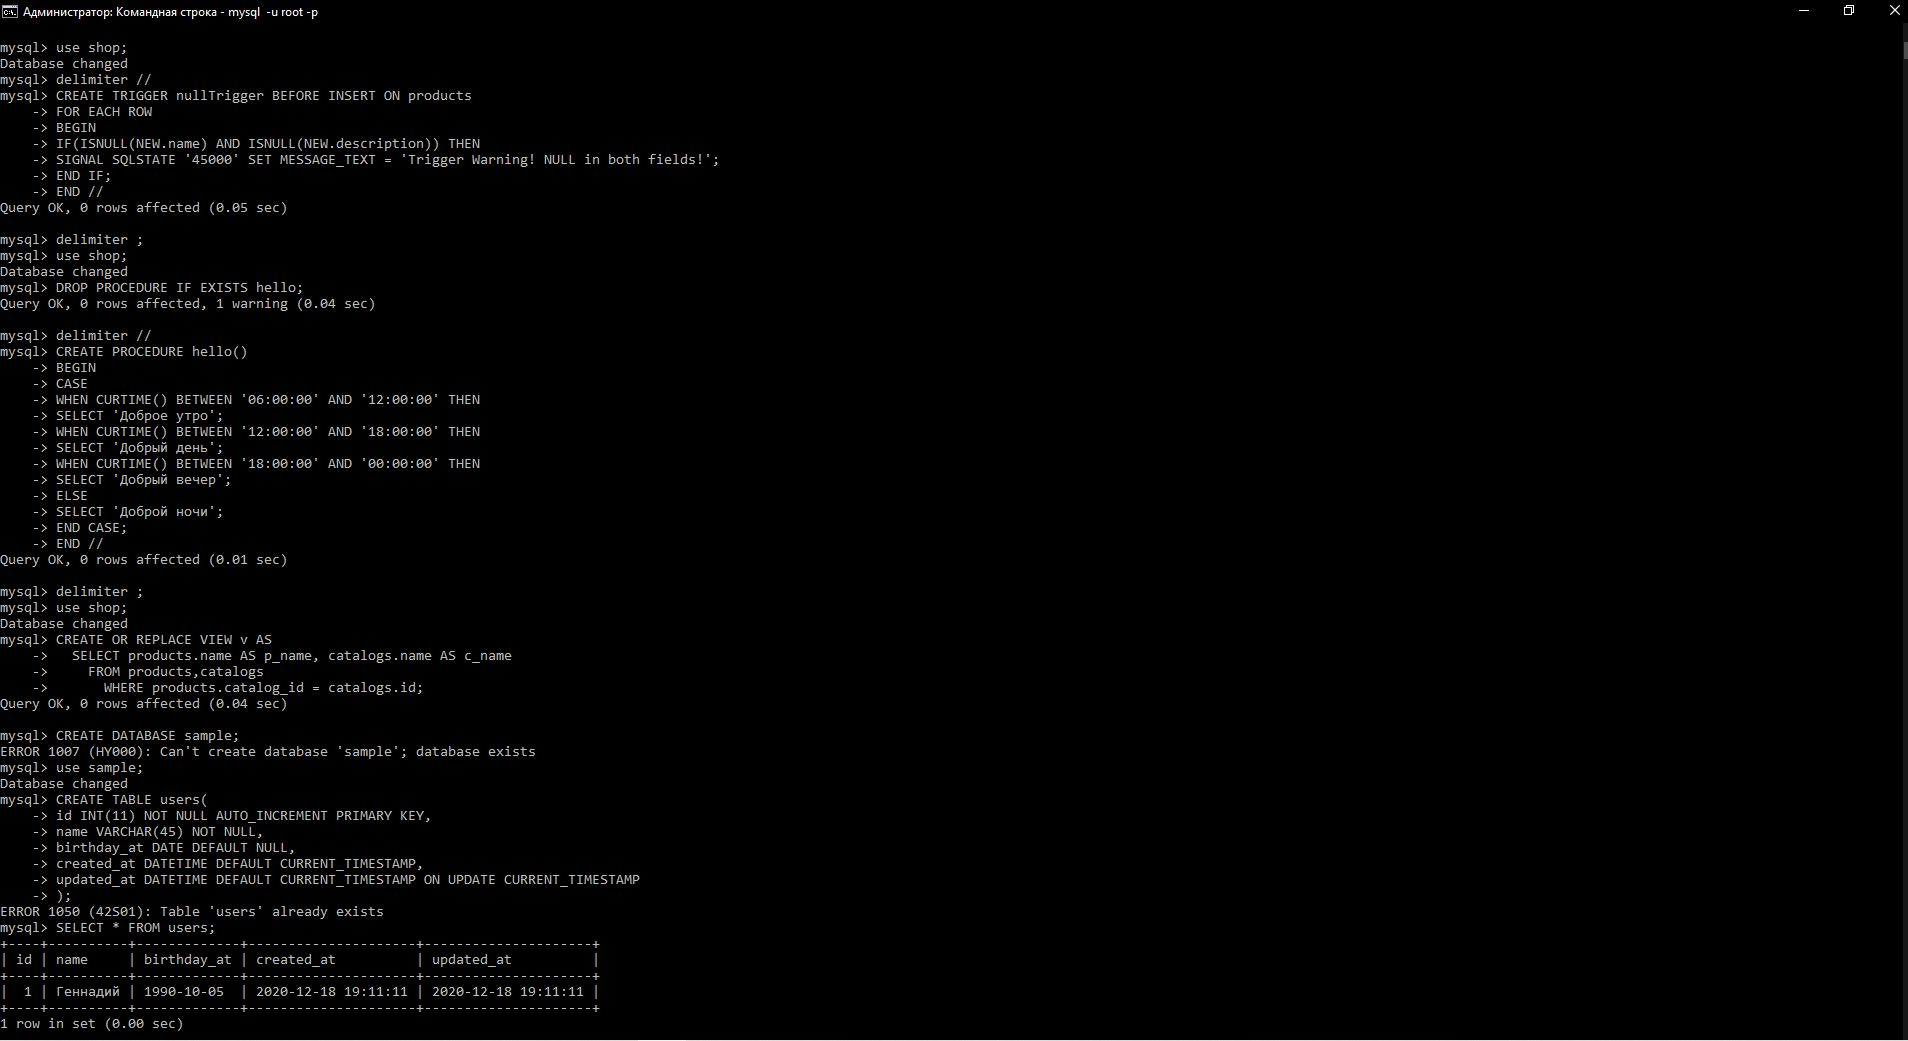 Администратор: Командная строка - mysql  -u root -p
mysql> use shop;
Database changed
mysql> delimiter //
mysql> CREATE TRIGGER nullTrigger BEFORE INSERT ON products
    -> FOR EACH ROW
    -> BEGIN
    -> IF(ISNULL(NEW.name) AND ISNULL(NEW.description)) THEN
    -> SIGNAL SQLSTATE '45000' SET MESSAGE_TEXT = 'Trigger Warning! NULL in both fields!';
    -> END IF;
    -> END //
Query OK, 0 rows affected (0.05 sec)

mysql> delimiter ;
mysql> use shop;
Database changed
mysql> DROP PROCEDURE IF EXISTS hello;
Query OK, 0 rows affected, 1 warning (0.04 sec)

mysql> delimiter //
mysql> CREATE PROCEDURE hello()
    -> BEGIN
    -> CASE
    -> WHEN CURTIME() BETWEEN '06:00:00' AND '12:00:00' THEN
    -> SELECT 'Доброе утро';
    -> WHEN CURTIME() BETWEEN '12:00:00' AND '18:00:00' THEN
    -> SELECT 'Добрый день';
    -> WHEN CURTIME() BETWEEN '18:00:00' AND '00:00:00' THEN
    -> SELECT 'Добрый вечер';
    -> ELSE
    -> SELECT 'Доброй ночи';
    -> END CASE;
    -> END //
Query OK, 0 rows affected (0.01 sec)

mysql> delimiter ;
mysql> use shop;
Database changed
mysql> CREATE OR REPLACE VIEW v AS
    ->   SELECT products.name AS p_name, catalogs.name AS c_name
    ->     FROM products,catalogs
    ->       WHERE products.catalog_id = catalogs.id;
Query OK, 0 rows affected (0.04 sec)

mysql> CREATE DATABASE sample;
ERROR 1007 (HY000): Can't create database 'sample'; database exists
mysql> use sample;
Database changed
mysql> CREATE TABLE users(
    -> id INT(11) NOT NULL AUTO_INCREMENT PRIMARY KEY,
    -> name VARCHAR(45) NOT NULL,
    -> birthday_at DATE DEFAULT NULL,
    -> created_at DATETIME DEFAULT CURRENT_TIMESTAMP,
    -> updated_at DATETIME DEFAULT CURRENT_TIMESTAMP ON UPDATE CURRENT_TIMESTAMP
    -> );
ERROR 1050 (42S01): Table 'users' already exists
mysql> SELECT * FROM users;
+----+----------+-------------+---------------------+---------------------+
| id | name     | birthday_at | created_at          | updated_at          |
+----+----------+-------------+---------------------+---------------------+
|  1 | Геннадий | 1990-10-05  | 2020-12-18 19:11:11 | 2020-12-18 19:11:11 |
+----+----------+-------------+---------------------+---------------------+
1 row in set (0.00 sec)